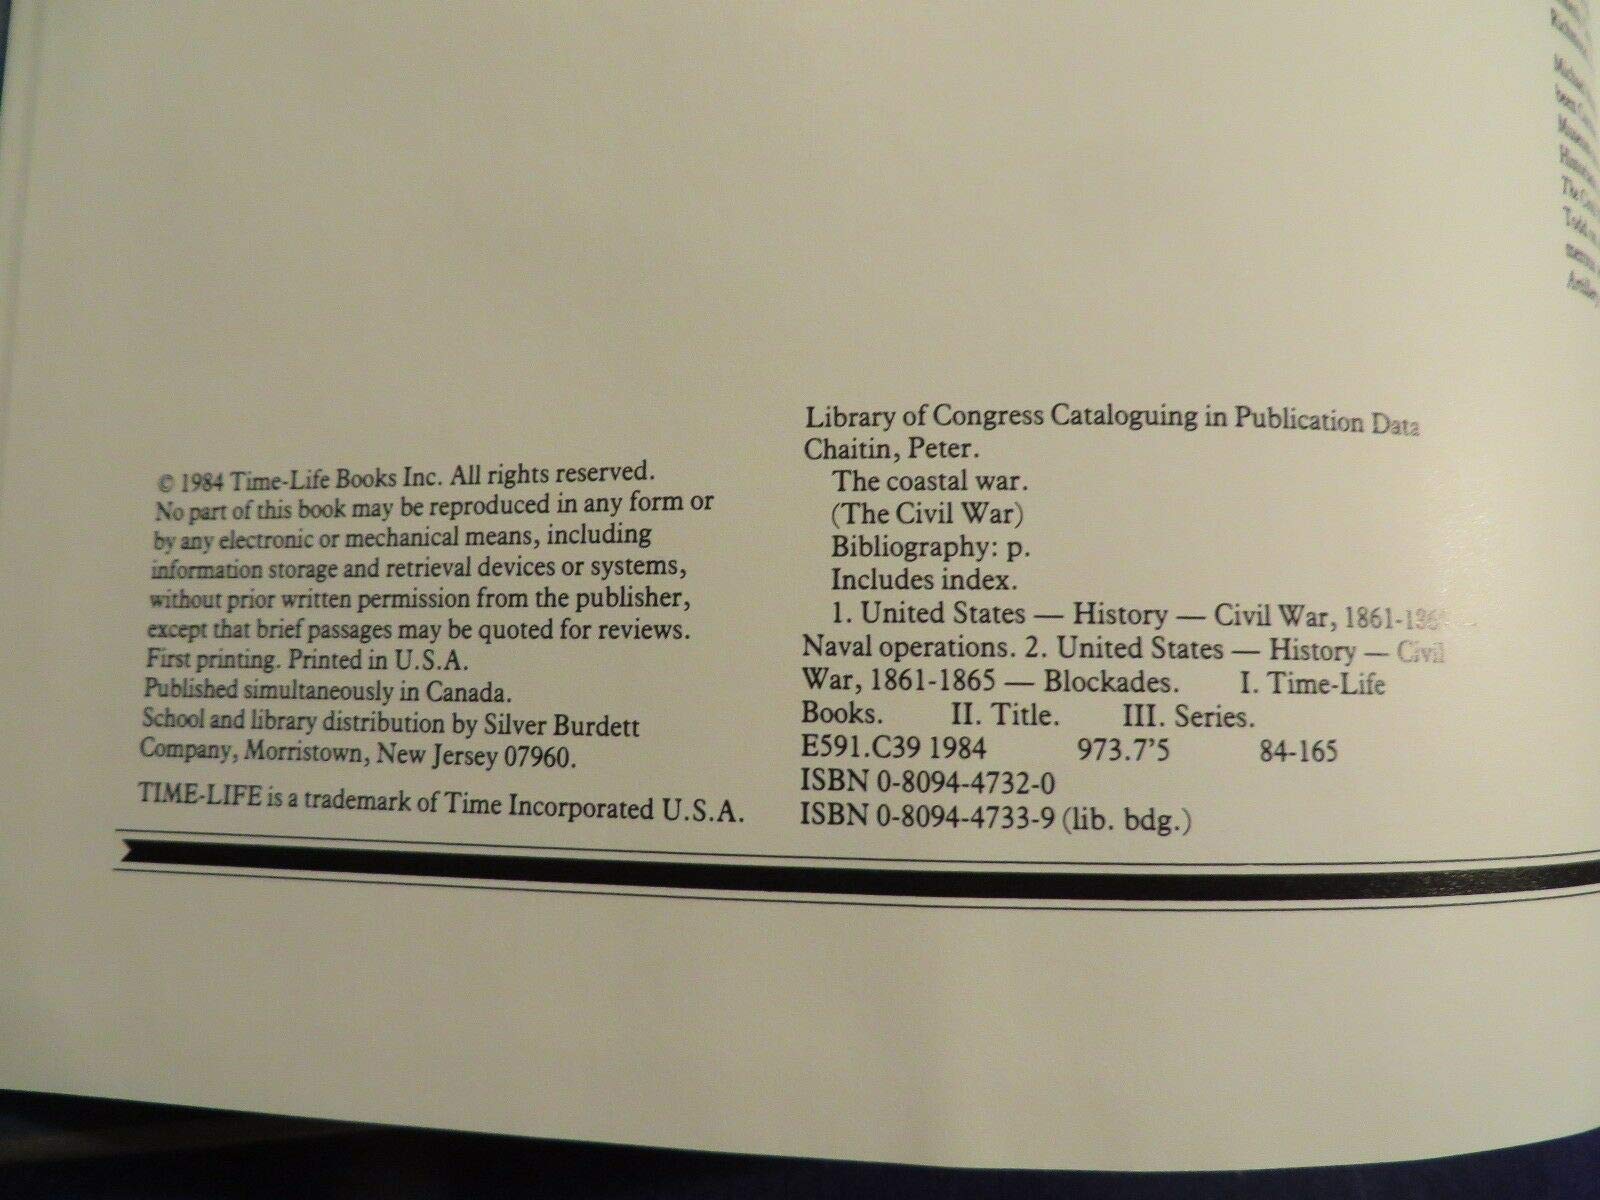 © 1984 Time-Life Books Inc. All rights reserved.
No part of this book may be reproduced in any form or
by any electronic or mechanical means, including
information storage and retrieval devices or systems,
without prior written permission from the publisher,
except that brief passages may be quoted for reviews.
First printing. Printed in U.S.A.
Published simultaneously in Canada.
School and library distribution by Silver Burdett
Company, Morristown, New Jersey 07960.
TIME-LIFE is a trademark of Time Incorporated U.S.A.
Library of Congress Cataloguing in Publication Data
Chaitin, Peter.
The coastal war.
(The Civil War)
Bibliography: p.
Includes index.
1. United States — History — Civil War, 1861-1865 —
Naval operations. 2. United States — History — Civil
War, 1861-1865 — Blockades. I. Time-Life
Books. II. Title. III. Series.
E591.C39 1984 973.7'5 84-165
ISBN 0-8094-4732-0
ISBN 0-8094-4733-9 (lib. bdg.)